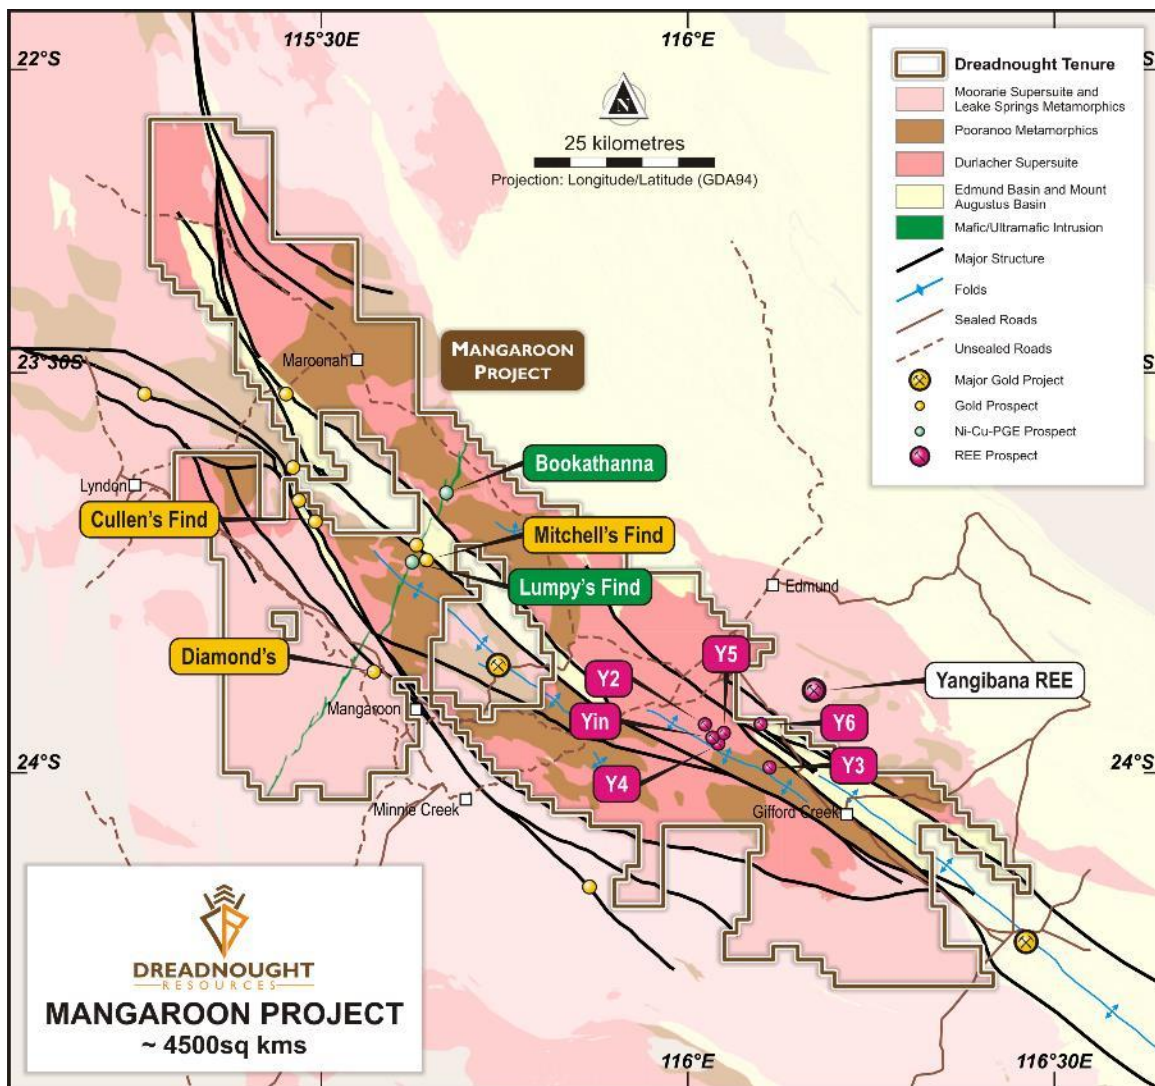 115°30E
116°E
22°S
S
25 kilometres
N
Projection: Longitude/Latitude (GDA94)
Dreadnought Tenure
Moorarie Supersuite and
Leake Springs Metamorphics
Pooranoo Metamorphics
Durlacher Supersuite
Edmund Basin and Mount
Augustus Basin
Mafic/Ultramafic Intrusion
Major Structure
Folds
Sealed Roads
Unsealed Roads
Major Gold Project
Gold Prospect
Ni-Cu-PGE Prospect
REE Prospect
23°30S
S
Maroonah
MANGAROON
PROJECT
Lyndon
Bookathanna
Cullen's Find
Mitchell's Find
Lumpy's Find
Edmund
Diamond's
Y5
Y2
Yangibana REE
Mangaroon
Yin
Y6
24°S
Y4
Y3
24°S
Minnie Creek
Gifford Creek
DREADNOUGHT
RESOURCES
MANGAROON PROJECT
~ 4500sq kms
116°E
116°30E